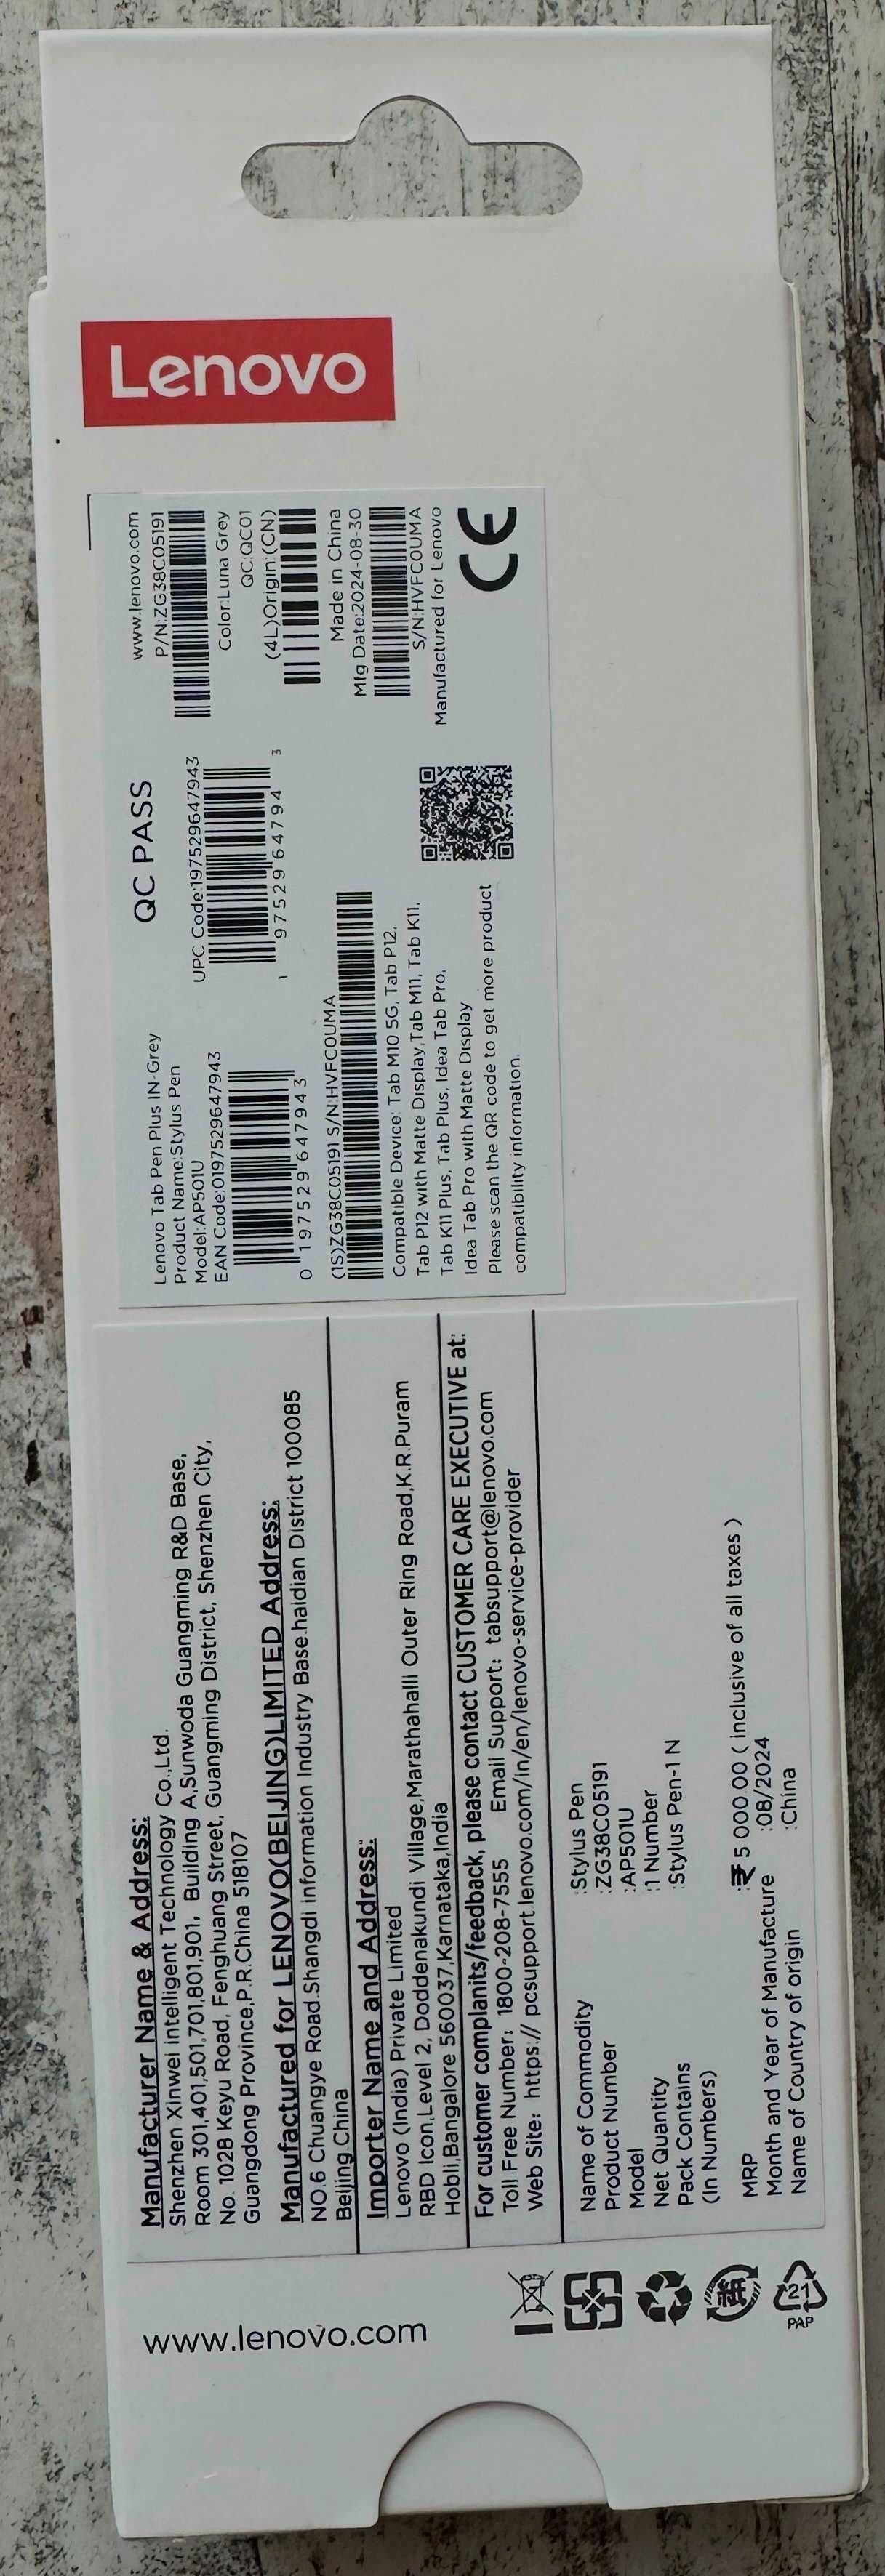 Lenovo
Lenovo Tab Pen Plus IN-Grey
Product Name:Stylus Pen
Model:AP501U
EAN Code:0197529647943
0 197529 647943
QC PASS
UPC Code:197529647943
1 97529 64794 3
www.lenovo.com
P/N:ZG38C05191
Color:Luna Grey
QC:QC01
(4L)Origin:(CN)
Made in China
Mfg Date:2024-08-30
S/N:HVFC0UMA
Manufactured for Lenovo
CE
(1S)ZG38C05191 S/N:HVFC0UMA
Compatible Device: Tab M10 5G, Tab P12,
Tab P12 with Matte Display,Tab M11, Tab K11,
Tab K11 Plus, Tab Plus, Idea Tab Pro,
Idea Tab Pro with Matte Display
Please scan the QR code to get more product
compatibility information.
Manufacturer Name & Address:
Shenzhen Xinwei intelligent Technology Co.,Ltd.
Room 301,401,501,701,801,901, Building A,Sunwoda Guangming R&D Base,
No. 1028 Keyu Road, Fenghuang Street, Guangming District, Shenzhen City,
Guangdong Province,P.R.China 518107
Manufactured for LENOVO(BEIJING)LIMITED Address:
NO.6 Chuangye Road.Shangdi information Industry Base.haidian District 100085
Beijing.China
Importer Name and Address:
Lenovo (India) Private Limited
RBD Icon,Level 2, Doddenakundi Village,Marathahalli Outer Ring Road,K.R.Puram
Hobli,Bangalore 560037,Karnataka,India
For customer complanits/feedback, please contact CUSTOMER CARE EXECUTIVE at:
Toll Free Number: 1800-208-7555 Email Support: tabsupport@lenovo.com
Web Site: https:// pcsupport.lenovo.com/in/en/lenovo-service-provider
Name of Commodity :Stylus Pen
Product Number :ZG38C05191
Model :AP501U
Net Quantity :1 Number
Pack Contains :Stylus Pen-1 N
(In Numbers)
MRP :₹ 5 000 00 ( inclusive of all taxes )
Month and Year of Manufacture :08/2024
Name of Country of origin :China
www.lenovo.com
21
PAP